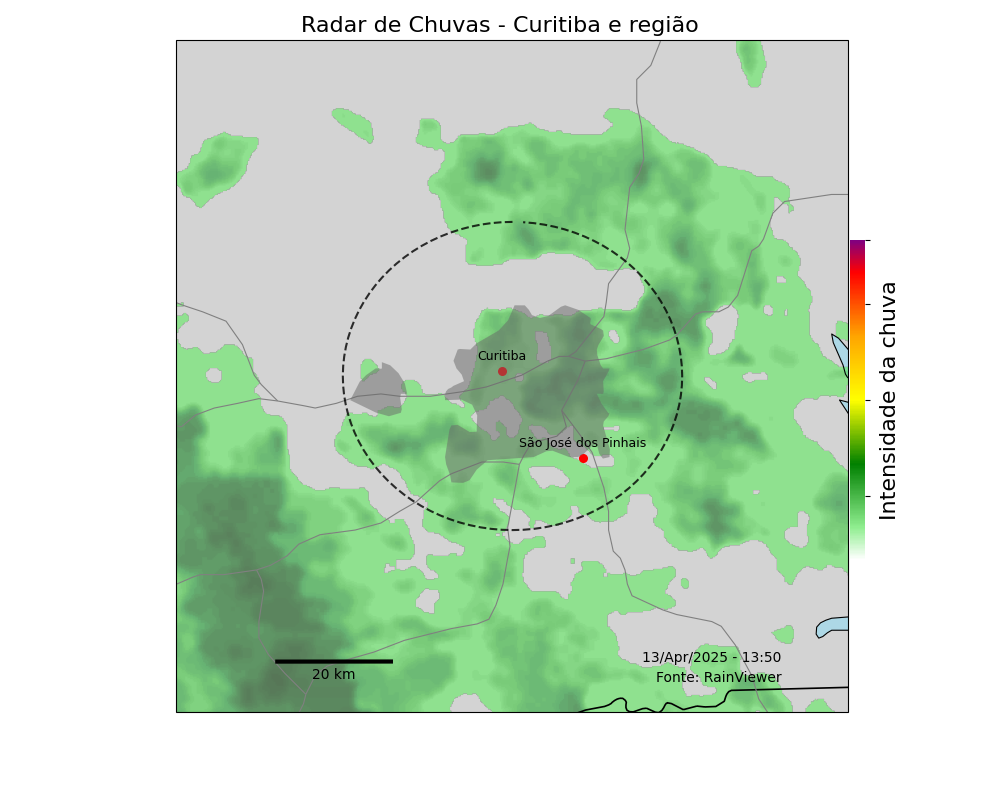 Radar de Chuvas - Curitiba e região
Curitiba
São José dos Pinhais
Intensidade da chuva
13/Apr/2025 - 13:50
Fonte: RainViewer
20 km